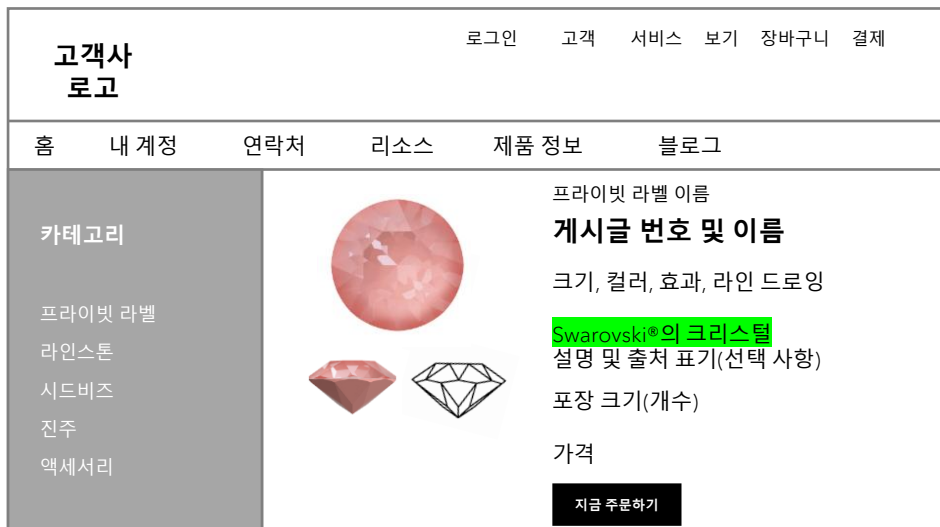 고객사
로고
로그인 고객 서비스 보기 장바구니 결제
홈 내 계정 연락처 리소스 제품 정보 블로그
카테고리
프라이빗 라벨
라인스톤
시드비즈
진주
액세서리
프라이빗 라벨 이름
게시글 번호 및 이름
크기, 컬러, 효과, 라인 드로잉
Swarovski®의 크리스털
설명 및 출처 표기(선택 사항)
포장 크기(개수)
가격
지금 주문하기